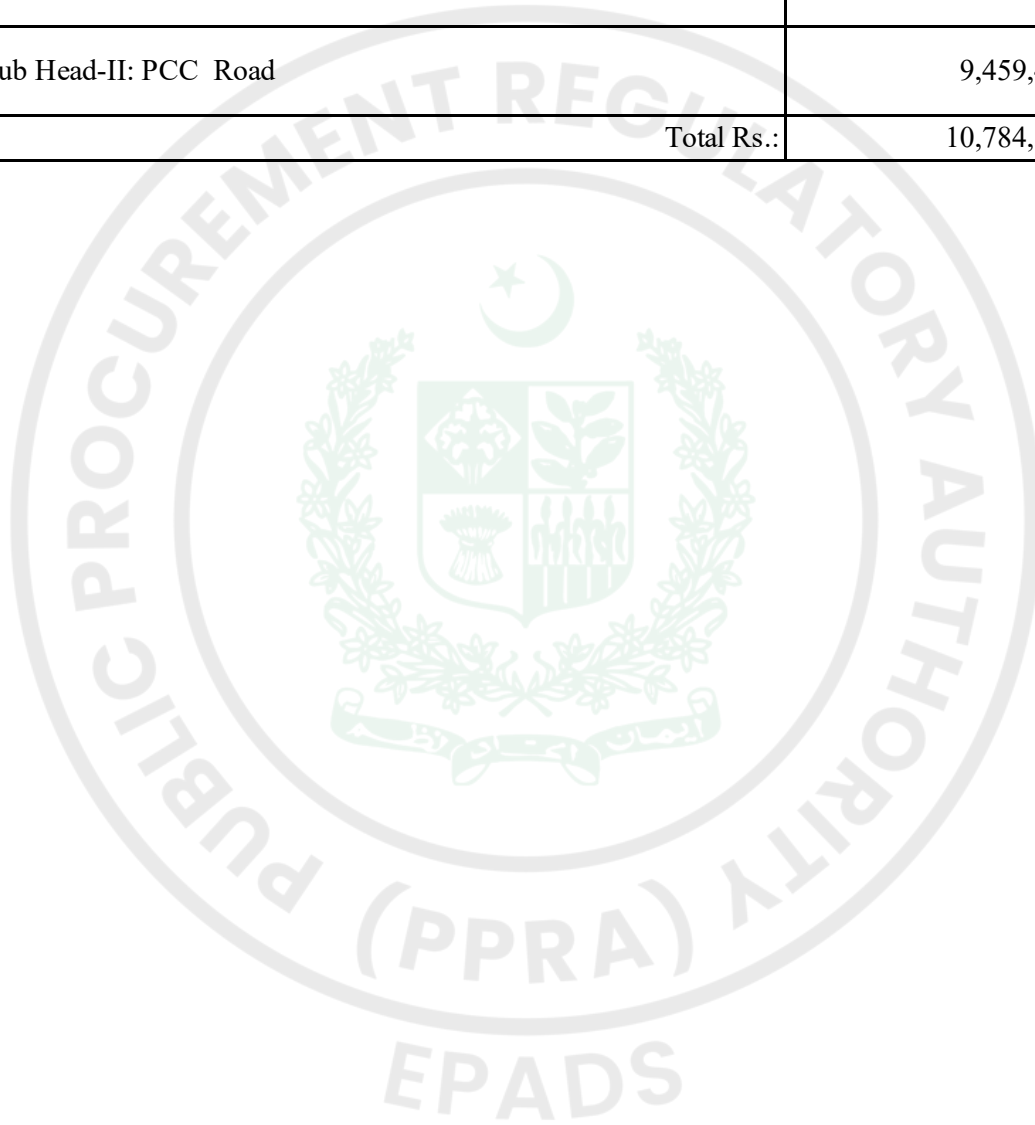 ub Head-II: PCC Road 9,459,
Total Rs.: 10,784,
PUBLIC PROCUREMENT REGULATORY AUTHORITY
(PPRA)
EPADS